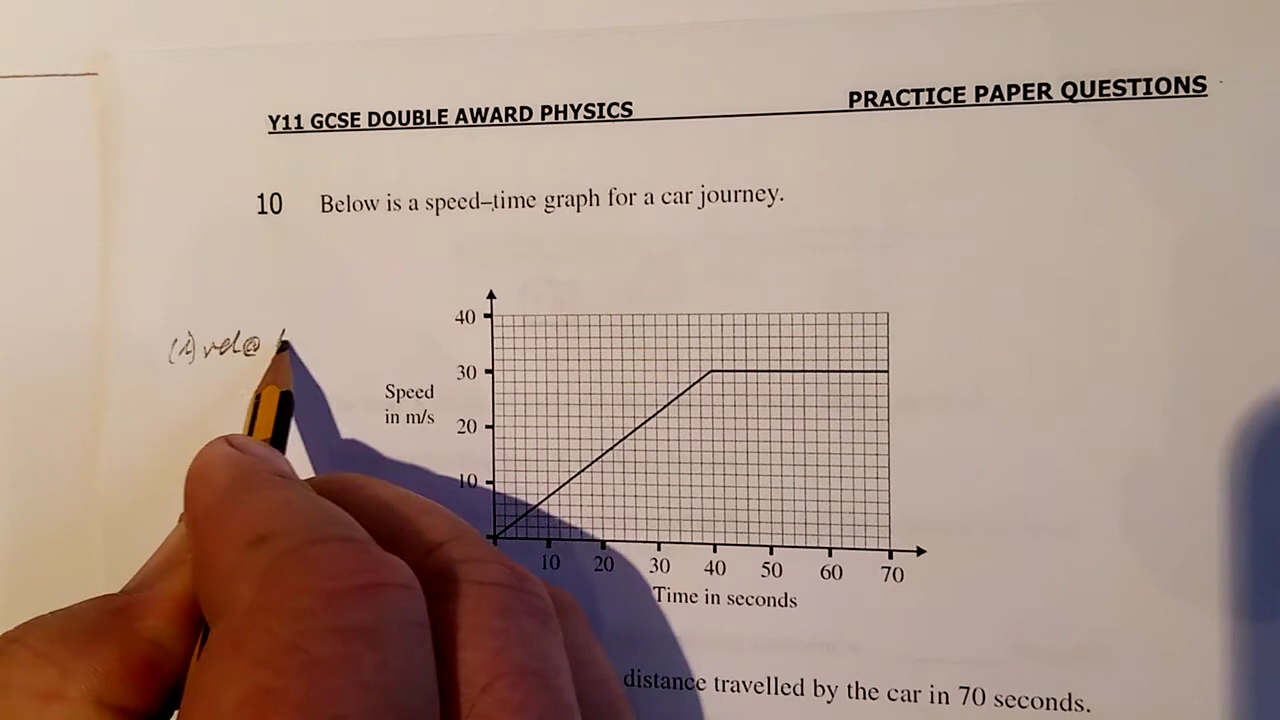 Y11 GCSE DOUBLE AWARD PHYSICS PRACTICE PAPER QUESTIONS
10 Below is a speed–time graph for a car journey.
40
30
20
10
Speed
in m/s
10 20 30 40 50 60 70
Time in seconds
distance travelled by the car in 70 seconds.